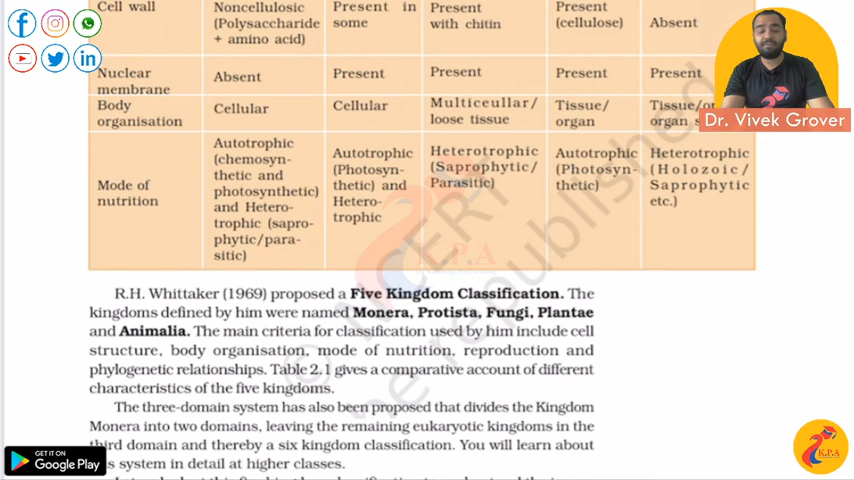 Cell wall
Noncellulosic
(Polysaccharide
+ amino acid)
Present in
some
Present
with chitin
Present
(cellulose)
Absent
Nuclear
membrane
Absent
Present
Present
Present
Present
Body
organisation
Cellular
Cellular
Multiceullar/
loose tissue
Tissue/
organ
Tissue/
organ
Mode of
nutrition
Autotrophic
(chemosyn-
thetic and
photosynthetic)
and Hetero-
trophic (sapro-
phytic/para-
sitic)
Autotrophic
(Photosyn-
thetic) and
Hetero-
trophic
Heterotrophic
(Saprophytic/
Parasitic)
Autotrophic
(Photosyn-
thetic)
Heterotrophic
(Holozoic/
Saprophytic
etc.)
Dr. Vivek Grover
R.H. Whittaker (1969) proposed a Five Kingdom Classification. The
kingdoms defined by him were named Monera, Protista, Fungi, Plantae
and Animalia. The main criteria for classification used by him include cell
structure, body organisation, mode of nutrition, reproduction and
phylogenetic relationships. Table 2.1 gives a comparative account of different
characteristics of the five kingdoms.
The three-domain system has also been proposed that divides the Kingdom
Monera into two domains, leaving the remaining eukaryotic kingdoms in the
third domain and thereby a six kingdom classification. You will learn about
system in detail at higher classes.
© NCERT
be republished
K.P.A
GET IT ON
Google Play
K.P.A